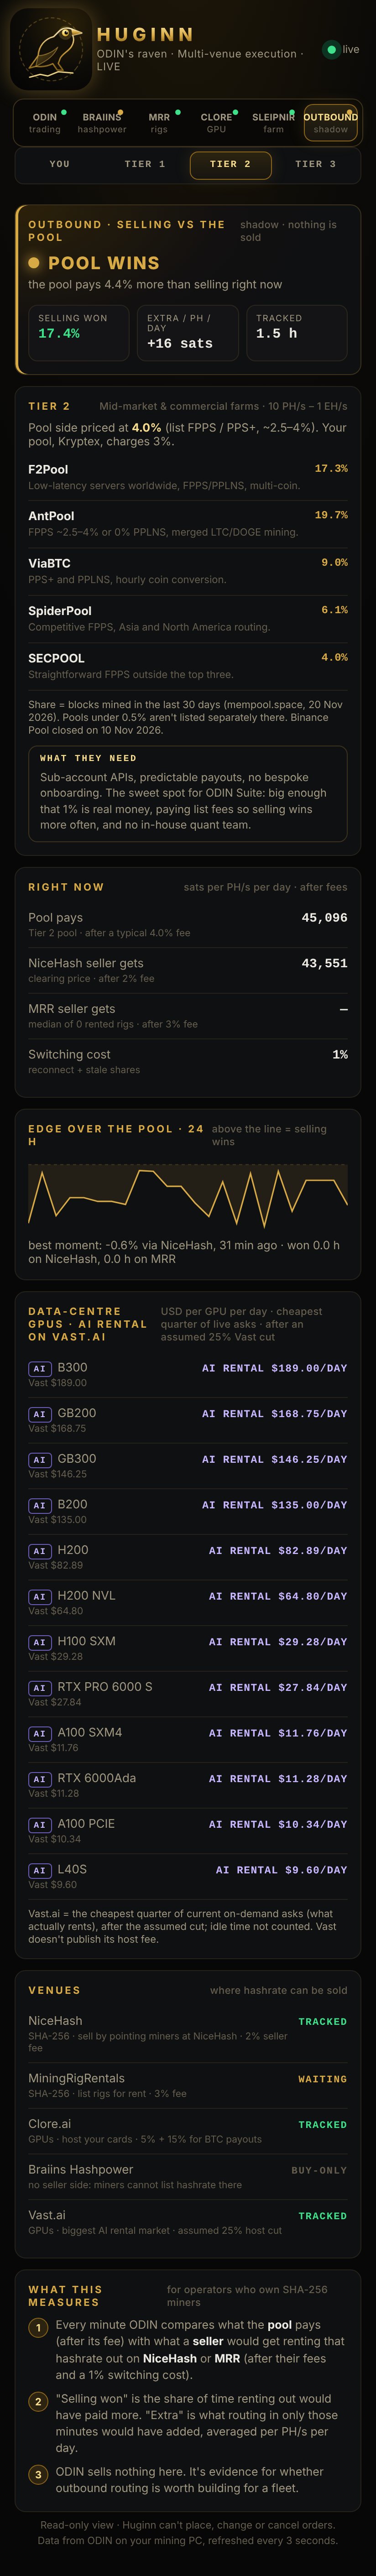 HUGINN
ODIN's raven · Multi-venue execution ·
LIVE
live
ODIN
trading
BRAIINS
hashpower
MRR
rigs
CLORE
GPU
SLEIPNIR
farm
OUTBOUND
shadow
YOU
TIER 1
TIER 2
TIER 3
OUTBOUND · SELLING VS THE
POOL
shadow · nothing is
sold
POOL WINS
the pool pays 4.4% more than selling right now
SELLING WON
17.4%
EXTRA / PH /
DAY
+16 sats
TRACKED
1.5 h
TIER 2
Mid-market & commercial farms · 10 PH/s – 1 EH/s
Pool side priced at 4.0% (list FPPS / PPS+, ~2.5–4%). Your
pool, Kryptex, charges 3%.
F2Pool
17.3%
Low-latency servers worldwide, FPPS/PPLNS, multi-coin.
AntPool
19.7%
FPPS ~2.5–4% or 0% PPLNS, merged LTC/DOGE mining.
ViaBTC
9.0%
PPS+ and PPLNS, hourly coin conversion.
SpiderPool
6.1%
Competitive FPPS, Asia and North America routing.
SECPOOL
4.0%
Straightforward FPPS outside the top three.
Share = blocks mined in the last 30 days (mempool.space, 20 Nov
2026). Pools under 0.5% aren't listed separately there. Binance
Pool closed on 10 Nov 2026.
WHAT THEY NEED
Sub-account APIs, predictable payouts, no bespoke
onboarding. The sweet spot for ODIN Suite: big enough
that 1% is real money, paying list fees so selling wins
more often, and no in-house quant team.
RIGHT NOW
sats per PH/s per day · after fees
Pool pays
45,096
Tier 2 pool · after a typical 4.0% fee
NiceHash seller gets
43,551
clearing price · after 2% fee
MRR seller gets
–
median of 0 rented rigs · after 3% fee
Switching cost
1%
reconnect + stale shares
EDGE OVER THE POOL · 24
H
above the line = selling
wins
best moment: -0.6% via NiceHash, 31 min ago · won 0.0 h
on NiceHash, 0.0 h on MRR
DATA-CENTRE
GPUS · AI RENTAL
ON VAST.AI
USD per GPU per day · cheapest
quarter of live asks · after an
assumed 25% Vast cut
AI B300
AI RENTAL $189.00/DAY
Vast $189.00
AI GB200
AI RENTAL $168.75/DAY
Vast $168.75
AI GB300
AI RENTAL $146.25/DAY
Vast $146.25
AI B200
AI RENTAL $135.00/DAY
Vast $135.00
AI H200
AI RENTAL $82.89/DAY
Vast $82.89
AI H200 NVL
AI RENTAL $64.80/DAY
Vast $64.80
AI H100 SXM
AI RENTAL $29.28/DAY
Vast $29.28
AI RTX PRO 6000 S
AI RENTAL $27.84/DAY
Vast $27.84
AI A100 SXM4
AI RENTAL $11.76/DAY
Vast $11.76
AI RTX 6000Ada
AI RENTAL $11.28/DAY
Vast $11.28
AI A100 PCIE
AI RENTAL $10.34/DAY
Vast $10.34
AI L40S
AI RENTAL $9.60/DAY
Vast $9.60
Vast.ai = the cheapest quarter of current on-demand asks (what
actually rents), after the assumed cut; idle time not counted. Vast
doesn't publish its host fee.
VENUES
where hashrate can be sold
NiceHash
TRACKED
SHA-256 · sell by pointing miners at NiceHash · 2% seller
fee
MiningRigRentals
WAITING
SHA-256 · list rigs for rent · 3% fee
Clore.ai
TRACKED
GPUs · host your cards · 5% + 15% for BTC payouts
Braiins Hashpower
BUY-ONLY
no seller side: miners cannot list hashrate there
Vast.ai
TRACKED
GPUs · biggest AI rental market · assumed 25% host cut
WHAT THIS
MEASURES
for operators who own SHA-256
miners
1
Every minute ODIN compares what the pool pays
(after its fee) with what a seller would get renting that
hashrate out on NiceHash or MRR (after their fees
and a 1% switching cost).
2
"Selling won" is the share of time renting out would
have paid more. "Extra" is what routing in only those
minutes would have added, averaged per PH/s per
day.
3
ODIN sells nothing here. It's evidence for whether
outbound routing is worth building for a fleet.
Read-only view · Huginn can't place, change or cancel orders.
Data from ODIN on your mining PC, refreshed every 3 seconds.